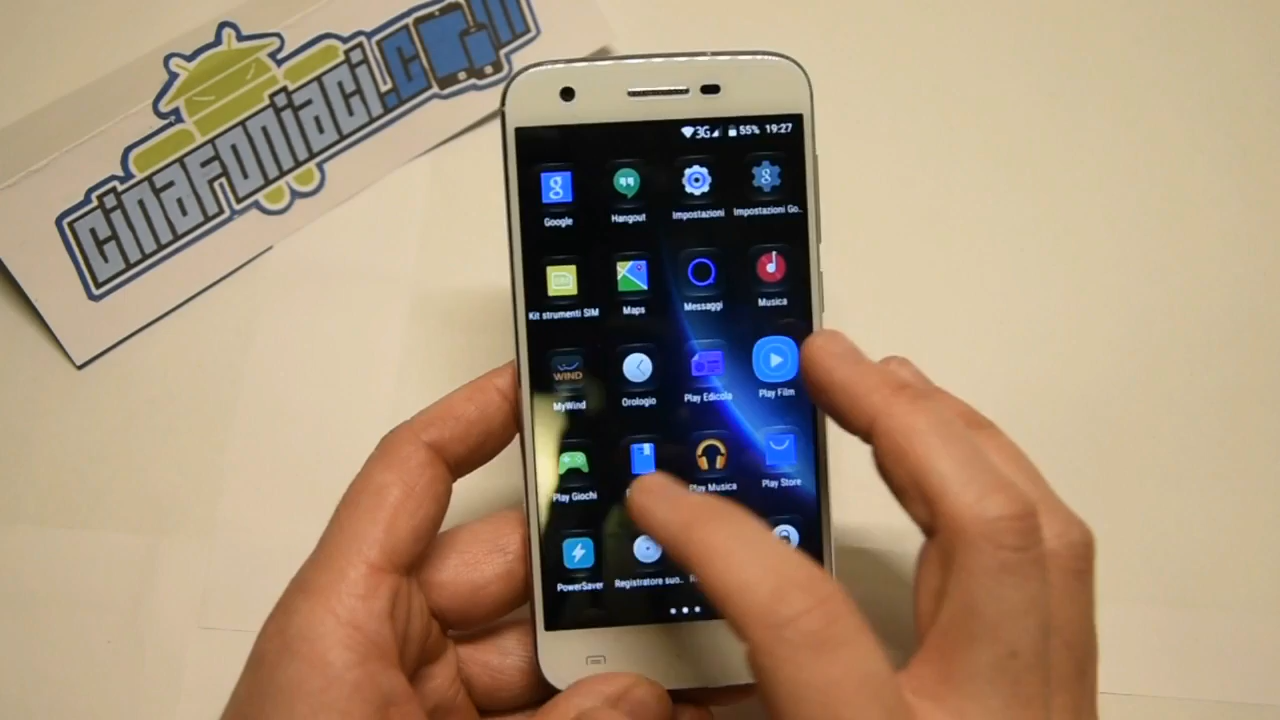 cinafoniaci.com
3G 55% 19:27
Google Hangout Impostazioni Impostazioni Go..
Kit strumenti SIM Maps Messaggi Musica
WIND
MyWind Orologio Play Edicola Play Film
Play Giochi Play Musica Play Store
PowerSaver Registratore suo..